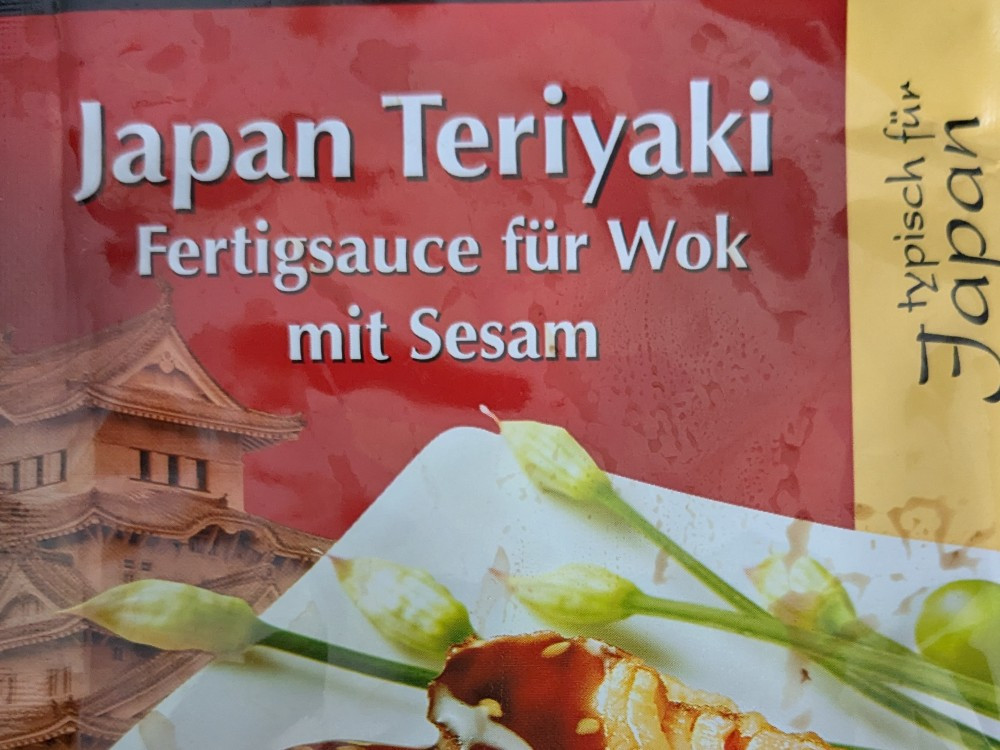 Japan Teriyaki
Fertigsauce für Wok
mit Sesam
typisch für
Japan